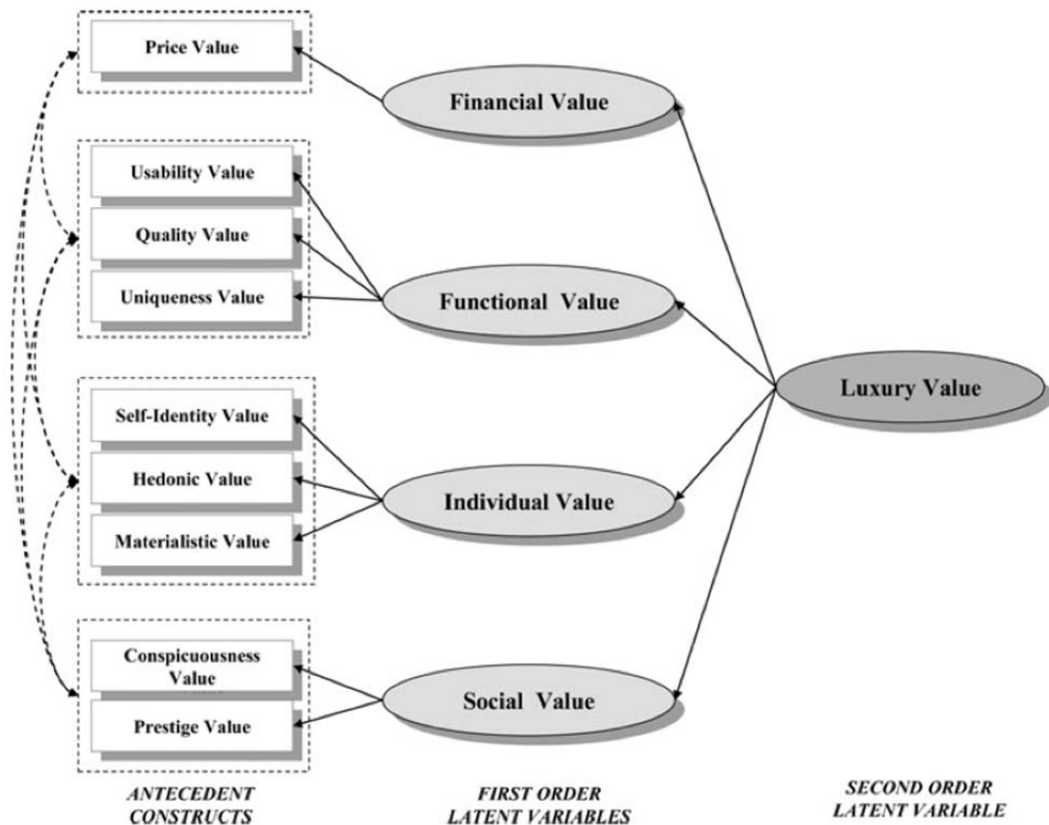 Price Value
Financial Value
Usability Value
Quality Value
Uniqueness Value
Functional Value
Luxury Value
Self-Identity Value
Hedonic Value
Materialistic Value
Individual Value
Conspicuousness
Value
Prestige Value
Social Value
ANTECEDENT
CONSTRUCTS
FIRST ORDER
LATENT VARIABLES
SECOND ORDER
LATENT VARIABLE